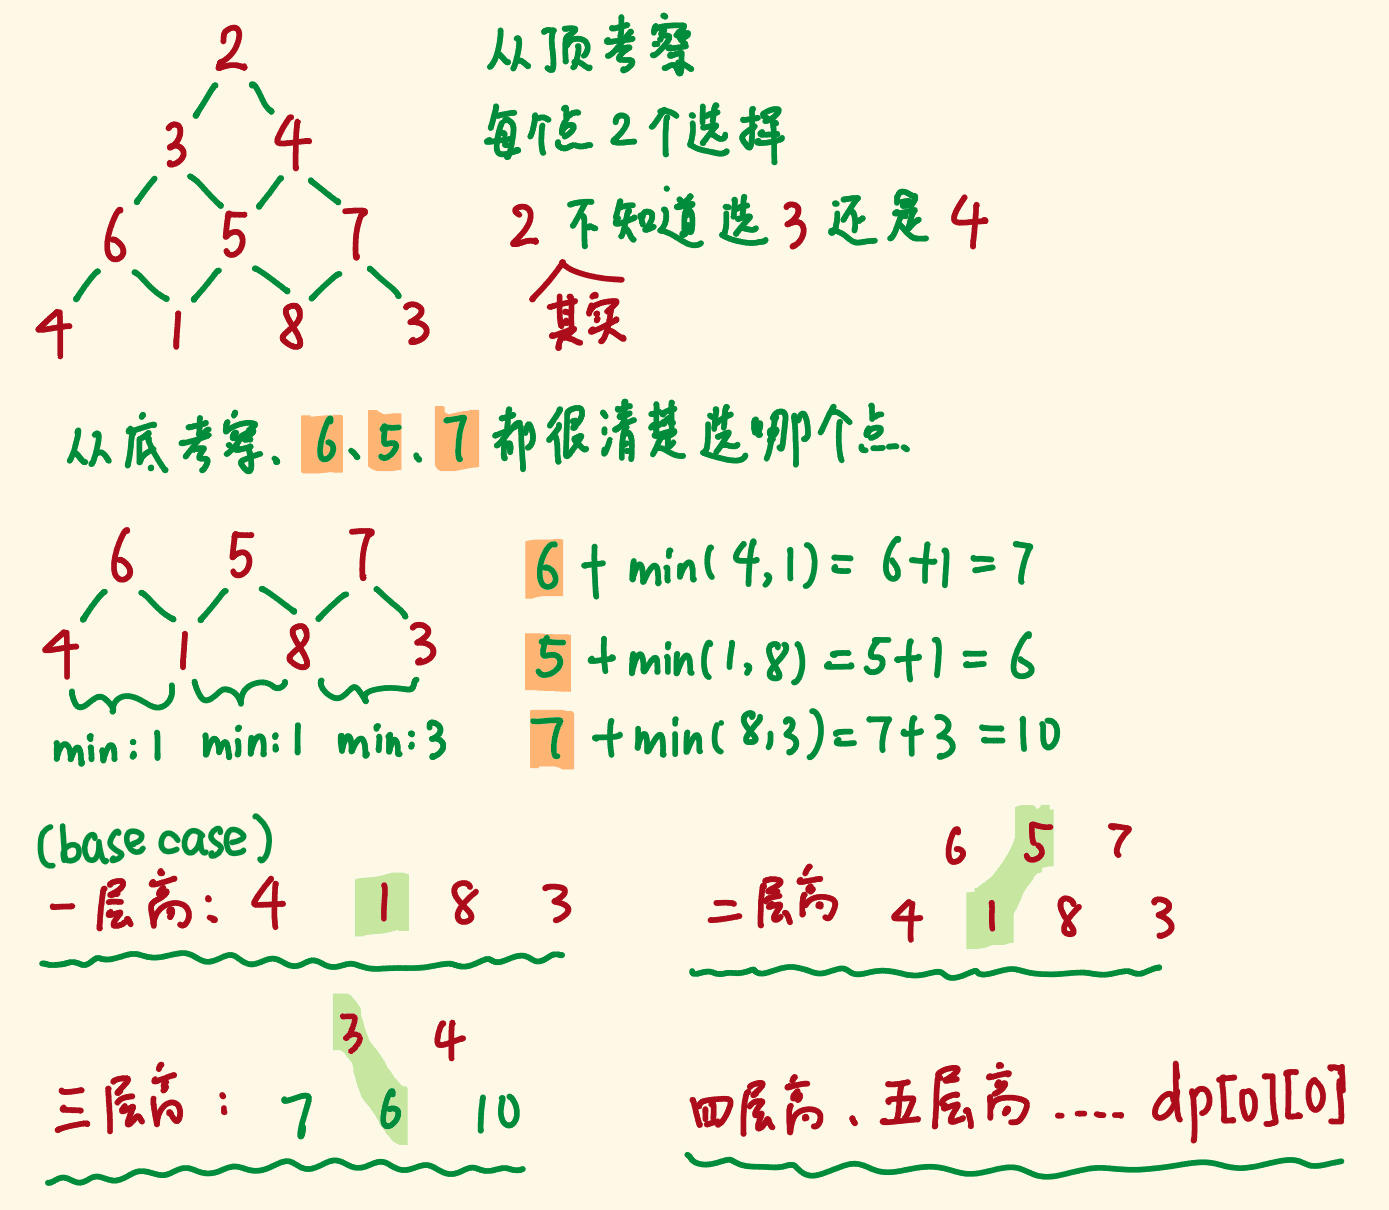 2
3 4
6 5 7
4 1 8 3
从顶考察
每个点2个选择
2 不知道选 3 还是 4
其实
从底考察、6、5、7 都很清楚选哪个点、
6 5 7
4 1 8 3
min:1 min:1 min:3
6 + min(4,1) = 6+1 = 7
5 + min(1,8) = 5+1 = 6
7 + min(8,3) = 7+3 = 10
(base case)
一层高: 4 1 8 3
6 5 7
二层高 4 1 8 3
3 4
三层高: 7 6 10
四层高、五层高 ..... dp[0][0]